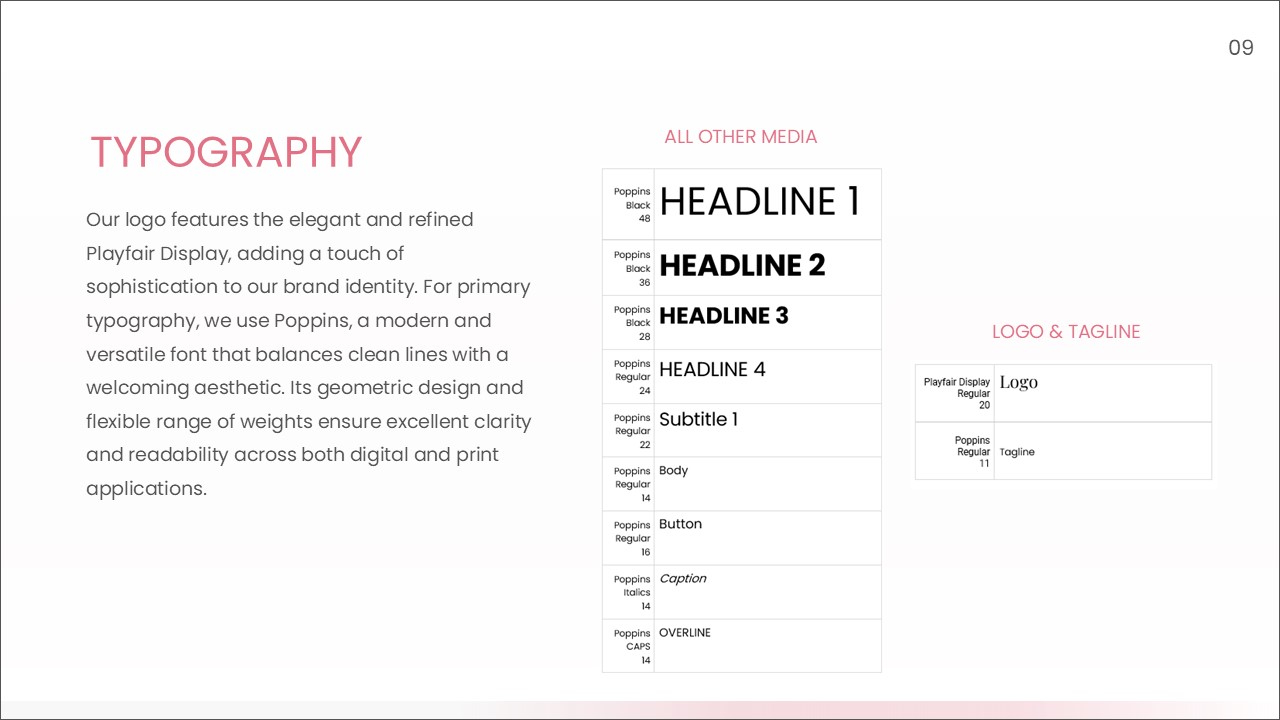 09
TYPOGRAPHY
Our logo features the elegant and refined
Playfair Display, adding a touch of
sophistication to our brand identity. For primary
typography, we use Poppins, a modern and
versatile font that balances clean lines with a
welcoming aesthetic. Its geometric design and
flexible range of weights ensure excellent clarity
and readability across both digital and print
applications.
ALL OTHER MEDIA
Poppins
Black
48
HEADLINE 1
Poppins
Black
36
HEADLINE 2
Poppins
Black
28
HEADLINE 3
Poppins
Regular
24
HEADLINE 4
Poppins
Regular
22
Subtitle 1
Poppins
Regular
14
Body
Poppins
Regular
16
Button
Poppins
Italics
14
Caption
Poppins
CAPS
14
OVERLINE
LOGO & TAGLINE
Playfair Display
Regular
20
Logo
Poppins
Regular
11
Tagline